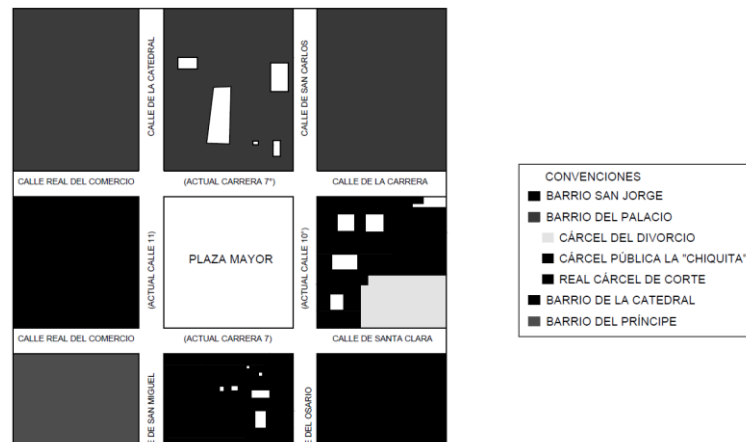 CALLE DE LA CATEDRAL
CALLE DE SAN CARLOS
CALLE REAL DEL COMERCIO
(ACTUAL CARRERA 7°)
CALLE DE LA CARRERA
(ACTUAL CALLE 11)
PLAZA MAYOR
(ACTUAL CALLE 10°)
CALLE REAL DEL COMERCIO
(ACTUAL CARRERA 7)
CALLE DE SANTA CLARA
E DE SAN MIGUEL
DEL OSARIO
CONVENCIONES
BARRIO SAN JORGE
BARRIO DEL PALACIO
CÁRCEL DEL DIVORCIO
CÁRCEL PÚBLICA LA "CHIQUITA"
REAL CÁRCEL DE CORTE
BARRIO DE LA CATEDRAL
BARRIO DEL PRÍNCIPE